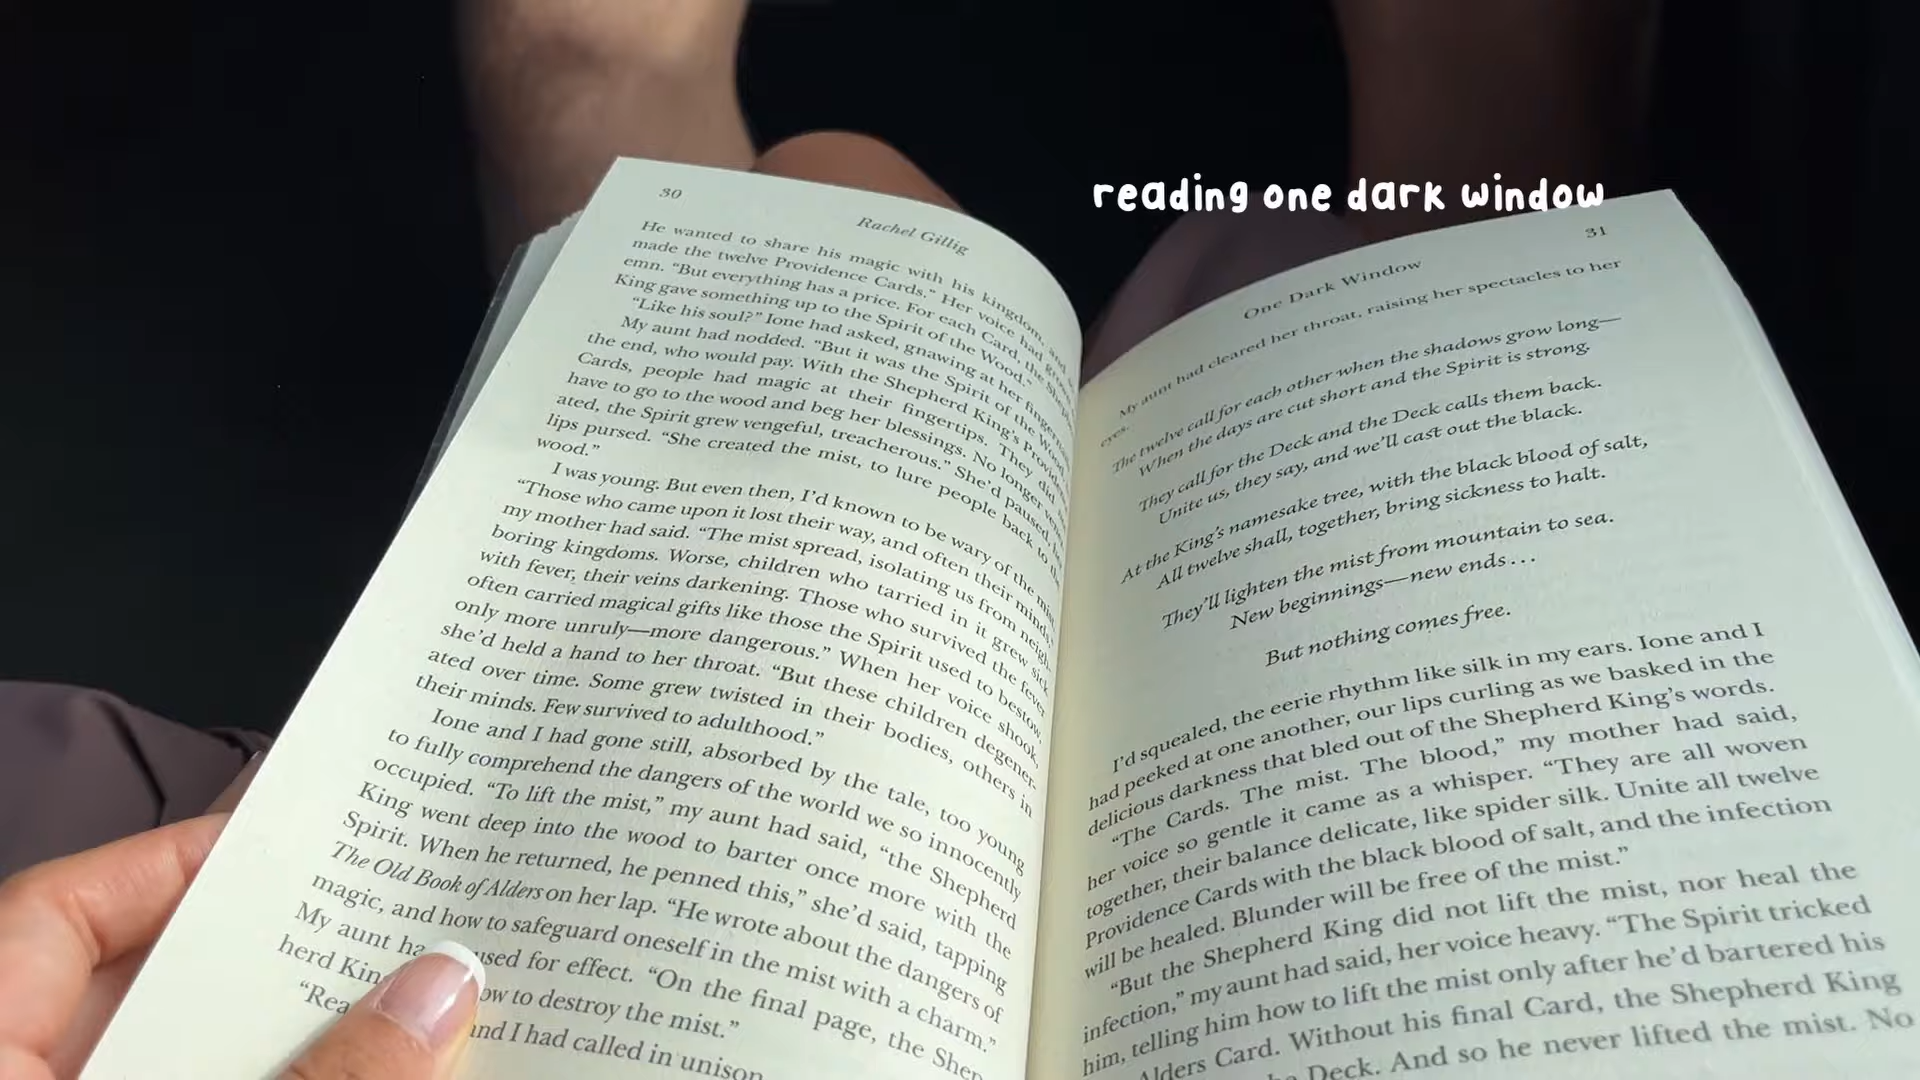 reading one dark window
30
Rachel Gillig
He wanted to share his magic with his kingdom, and so
made the twelve Providence Cards." Her voice had
emn. "But everything has a price. For each Card, the
King gave something up to the Spirit of the Wood."
"Like his soul?" Ione had asked, gnawing at her
My aunt had nodded. "But it was the Spirit of the Wood
the end, who would pay. With the Shepherd King's
Cards, people had magic at their fingertips. They did
have to go to the wood and beg her blessings. No longer
ated, the Spirit grew vengeful, treacherous." She'd paused,
lips pursed. "She created the mist, to lure people back to the
wood."
I was young. But even then, I'd known to be wary of the mist.
"Those who came upon it lost their way, and often their minds,"
my mother had said. "The mist spread, isolating us from neigh-
boring kingdoms. Worse, children who tarried in it grew sick
with fever, their veins darkening. Those who survived the fever
often carried magical gifts like those the Spirit used to bestow,
only more unruly—more dangerous." When her voice shook,
she'd held a hand to her throat. "But these children degener-
ated over time. Some grew twisted in their bodies, others in
their minds. Few survived to adulthood."
Ione and I had gone still, absorbed by the tale, too young
to fully comprehend the dangers of the world we so innocently
occupied. "To lift the mist," my aunt had said, "the Shepherd
King went deep into the wood to barter once more with the
Spirit. When he returned, he penned this," she'd said, tapping
The Old Book of Alders on her lap. "He wrote about the dangers of
magic, and how to safeguard oneself in the mist with a charm."
My aunt ha used for effect. "On the final page, the Shep
herd Kin ow to destroy the mist."
"Rea nd I had called in unison
31
One Dark Window
My aunt had cleared her throat, raising her spectacles to her
eyes.
The twelve call for each other when the shadows grow long—
When the days are cut short and the Spirit is strong.
They call for the Deck and the Deck calls them back.
Unite us, they say, and we'll cast out the black.
At the King's namesake tree, with the black blood of salt,
All twelve shall, together, bring sickness to halt.
They'll lighten the mist from mountain to sea.
New beginnings—new ends . . .
But nothing comes free.
I'd squealed, the eerie rhythm like silk in my ears. Ione and I
had peeked at one another, our lips curling as we basked in the
delicious darkness that bled out of the Shepherd King's words.
"The Cards. The mist. The blood," my mother had said,
her voice so gentle it came as a whisper. "They are all woven
together, their balance delicate, like spider silk. Unite all twelve
Providence Cards with the black blood of salt, and the infection
will be healed. Blunder will be free of the mist."
"But the Shepherd King did not lift the mist, nor heal the
infection," my aunt had said, her voice heavy. "The Spirit tricked
him, telling him how to lift the mist only after he'd bartered his
Alders Card. Without his final Card, the Shepherd King
he Deck. And so he never lifted the mist. No